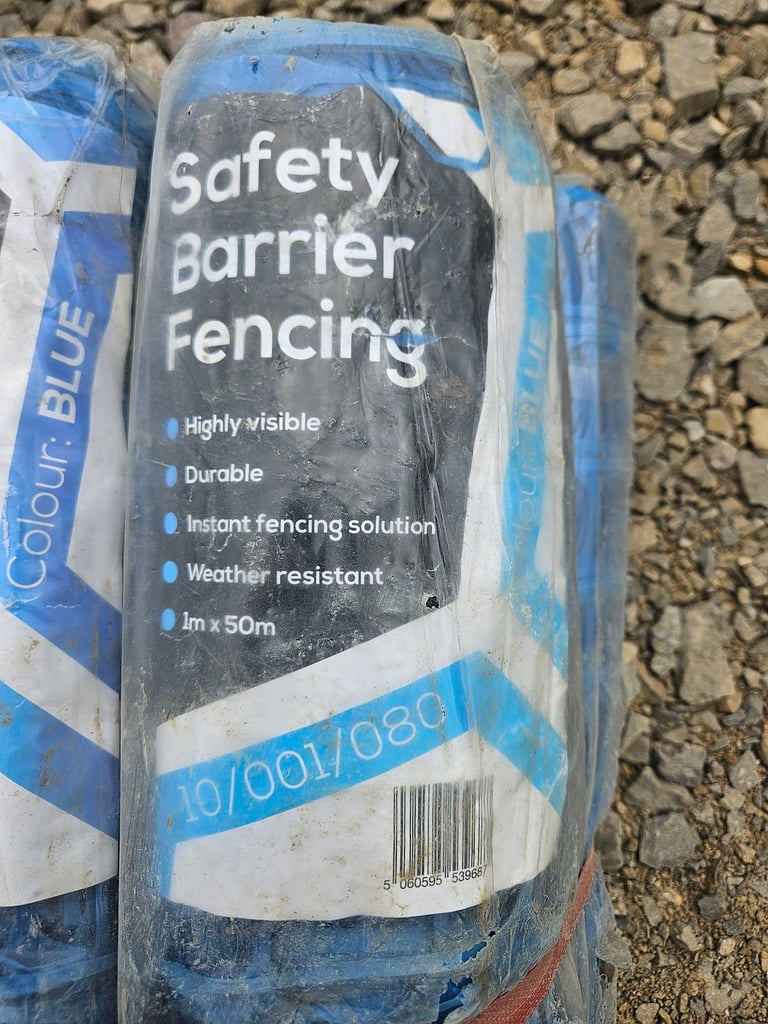 Safety
Barrier
Fencing
Highly visible
Durable
Instant fencing solution
Weather resistant
1m x 50m
10/001/080
5 060595 53968
Colour: BLUE
BLUE